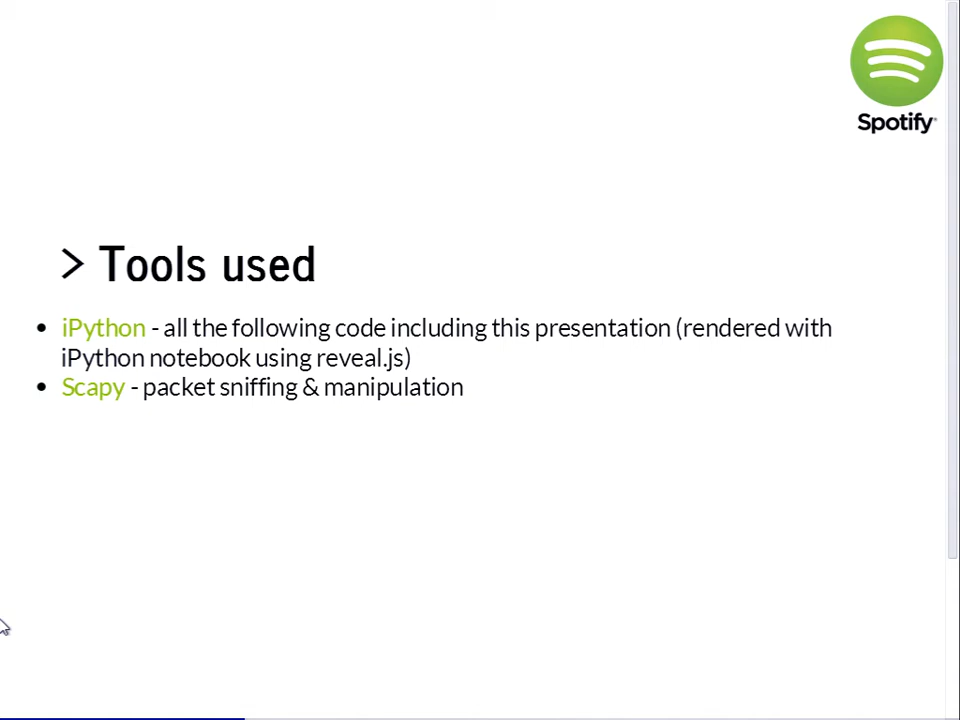 Spotify
> Tools used
• iPython - all the following code including this presentation (rendered with
iPython notebook using reveal.js)
• Scapy - packet sniffing & manipulation